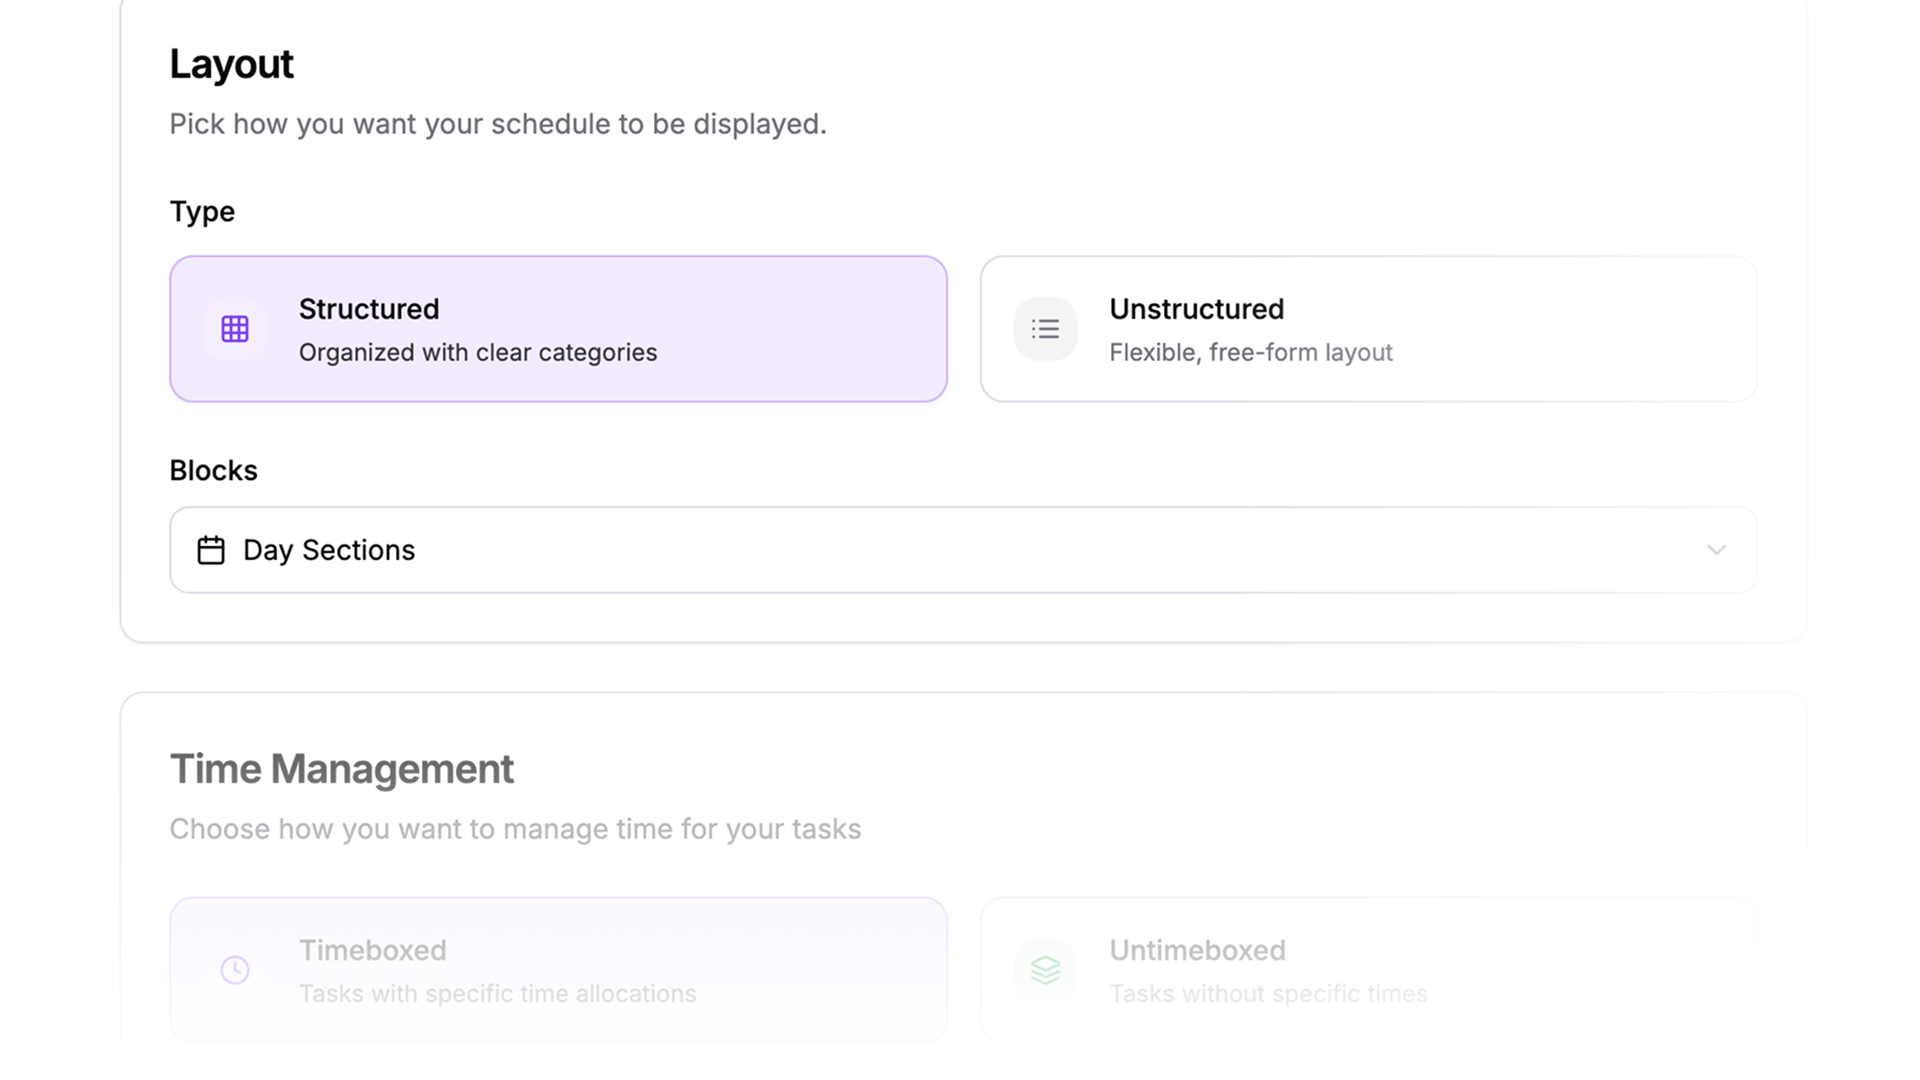 Layout
Pick how you want your schedule to be displayed.
Type
Structured
Organized with clear categories
Unstructured
Flexible, free-form layout
Blocks
Day Sections
Time Management
Choose how you want to manage time for your tasks
Timeboxed
Tasks with specific time allocations
Untimeboxed
Tasks without specific times